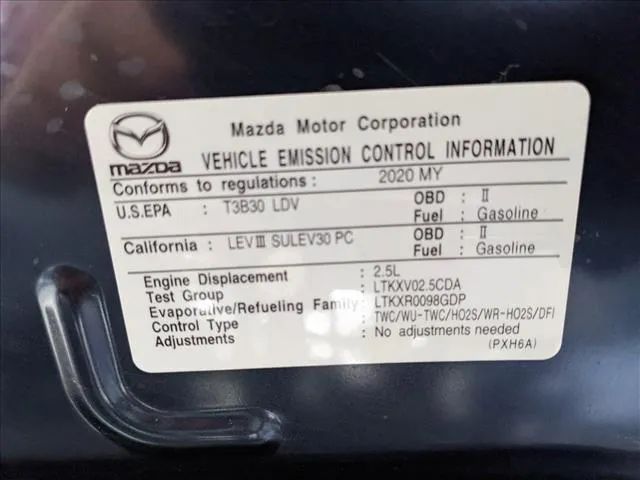 Mazda Motor Corporation
mazda VEHICLE EMISSION CONTROL INFORMATION
Conforms to regulations : 2020 MY
U.S.EPA : T3B30 LDV OBD : II
Fuel : Gasoline
California : LEVIII SULEV30 PC OBD : II
Fuel : Gasoline
Engine Displacement : 2.5L
Test Group : LTKXV02.5CDA
Evaporative/Refueling Family: LTKXR0098GDP
Control Type : TWC/WU-TWC/HO2S/WR-HO2S/DFI
Adjustments : No adjustments needed
(PXH6A)